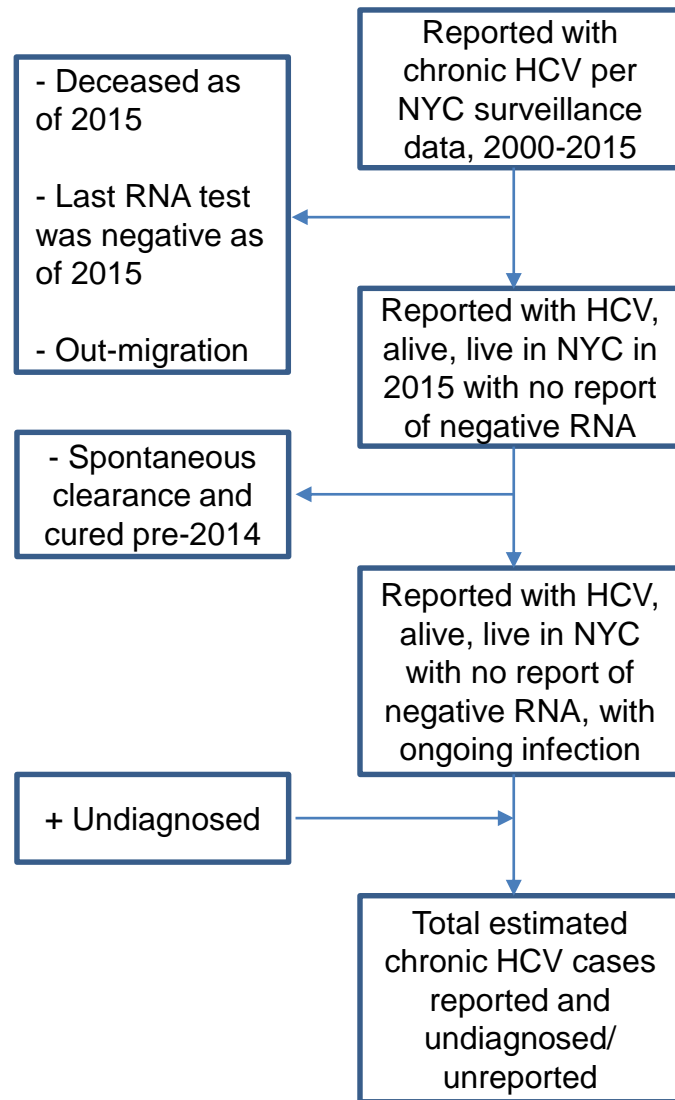 Reported with
chronic HCV per
NYC surveillance
data, 2000-2015
- Deceased as
of 2015
- Last RNA test
was negative as
of 2015
- Out-migration
Reported with HCV,
alive, live in NYC in
2015 with no report
of negative RNA
- Spontaneous
clearance and
cured pre-2014
Reported with HCV,
alive, live in NYC
with no report of
negative RNA, with
ongoing infection
+ Undiagnosed
Total estimated
chronic HCV cases
reported and
undiagnosed/
unreported